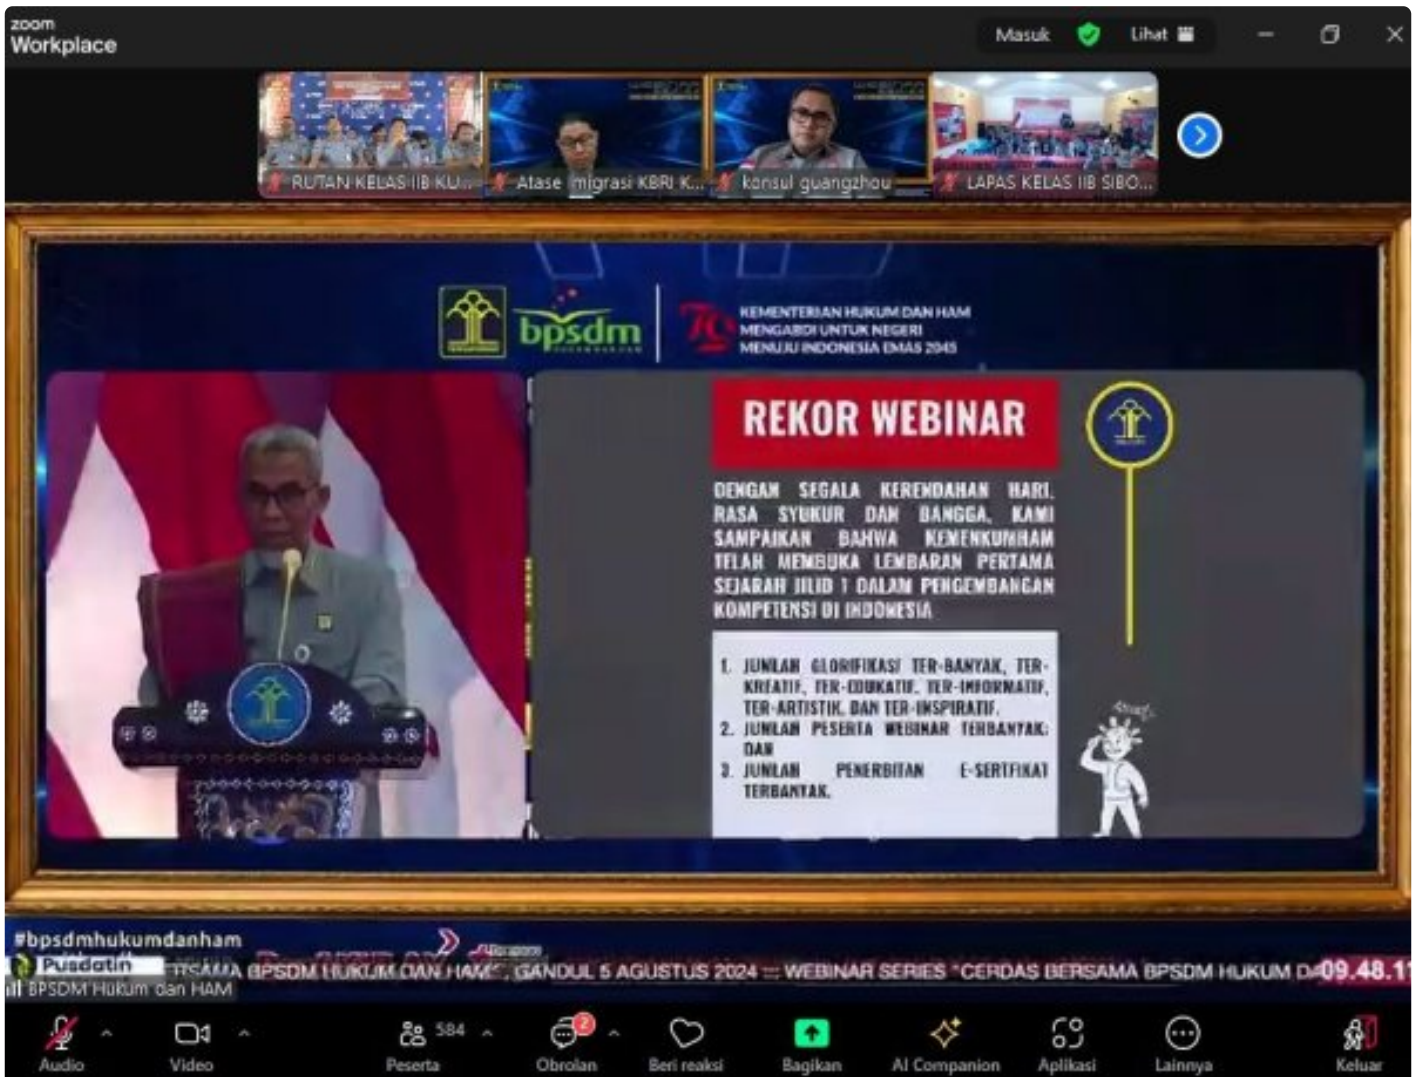 zoom
Workplace
Masuk
Lihat
RUTAN KELAS IIB KU...
Atase Imigrasi KBRI K...
konsul guangzhou
LAPAS KELAS IIB SIBO...
bpsdm
79
KEMENTERIAN HUKUM DAN HAM
MENGABDI UNTUK NEGERI
MENUJU INDONESIA EMAS 2045
REKOR WEBINAR
DENGAN SEGALA KERENDAHAN HARI,
RASA SYUKUR DAN BANGGA, KAMI
SAMPAIKAN BAHWA KEMENKUMHAM
TELAH MEMBUKA LEMBARAN PERTAMA
SEJARAH JILID 1 DALAM PENGEMBANGAN
KOMPETENSI DI INDONESIA
1. JUMLAH GLORIFIKASI TER-BANYAK, TER-
KREATIF, TER-EDUKATIF, TER-INFORMATIF,
TER-ARTISTIK, DAN TER-INSPIRATIF.
2. JUMLAH PESERTA WEBINAR TERBANYAK;
DAN
3. JUMLAH PENERBITAN E-SERTFIKAT
TERBANYAK.
#bpsdmhukumdanham
Pusdatin
BPSDM HUKUM DAN HAM", GANDUL 5 AGUSTUS 2024 WEBINAR SERIES "CERDAS BERSAMA BPSDM HUKUM DA
09.48.11
BPSDM Hukum dan HAM
584
2
Audio
Video
Peserta
Obrolan
Beri reaksi
Bagikan
AI Companion
Aplikasi
Lainnya
Keluar